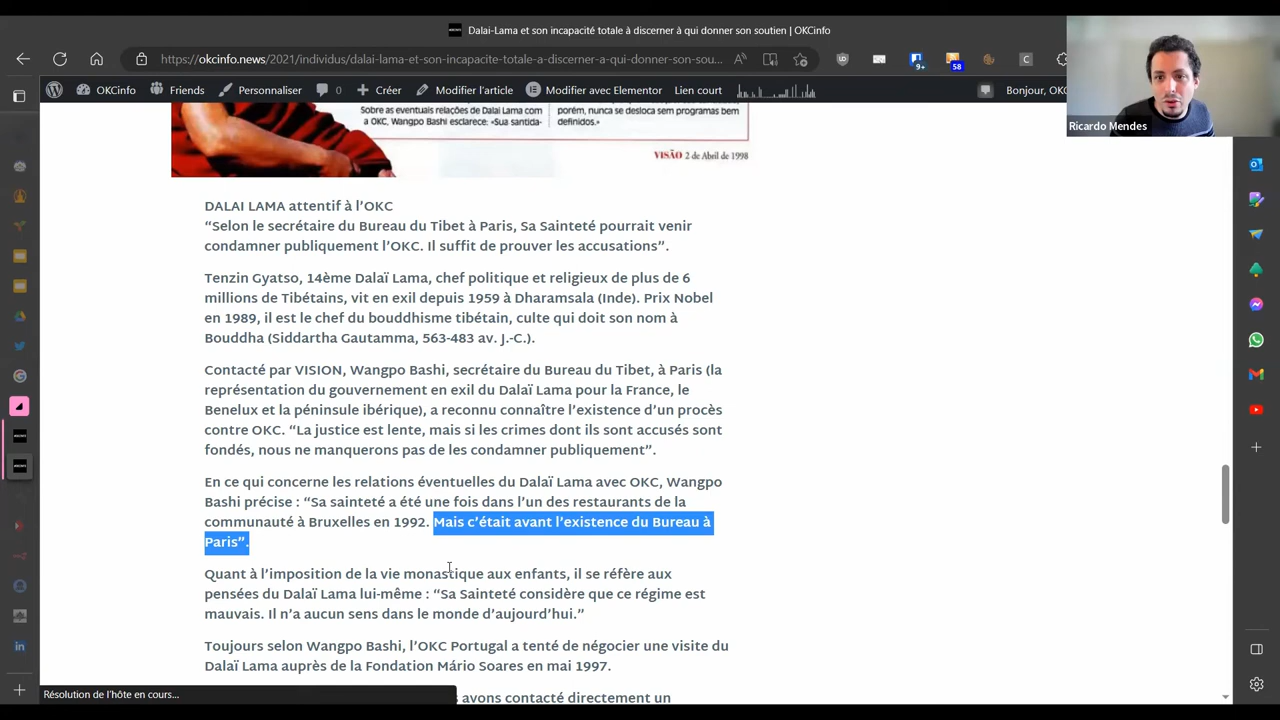 Dalai-Lama et son incapacité totale à discerner à qui donner son soutien | OKCinfo
https://okcinfo.news/2021/individus/dalai-lama-et-son-incapacite-totale-a-discerner-a-qui-donner-son-sou...
9+
58
OKCinfo
Friends
Personnaliser
0
Créer
Modifier l'article
Modifier avec Elementor
Lien court
Bonjour, OKC
Ricardo Mendes
Sobre as eventuais relações de Dalai Lama com
a OKC, Wangpo Bashi esclarece: «Sua santida-
porém, nunca se desloca sem programas bem
definidos.»
VISÃO 2 de Abril de 1998
DALAI LAMA attentif à l’OKC
“Selon le secrétaire du Bureau du Tibet à Paris, Sa Sainteté pourrait venir
condamner publiquement l’OKC. Il suffit de prouver les accusations”.
Tenzin Gyatso, 14ème Dalaï Lama, chef politique et religieux de plus de 6
millions de Tibétains, vit en exil depuis 1959 à Dharamsala (Inde). Prix Nobel
en 1989, il est le chef du bouddhisme tibétain, culte qui doit son nom à
Bouddha (Siddartha Gautamma, 563-483 av. J.-C.).
Contacté par VISION, Wangpo Bashi, secrétaire du Bureau du Tibet, à Paris (la
représentation du gouvernement en exil du Dalaï Lama pour la France, le
Benelux et la péninsule ibérique), a reconnu connaître l’existence d’un procès
contre OKC. “La justice est lente, mais si les crimes dont ils sont accusés sont
fondés, nous ne manquerons pas de les condamner publiquement”.
En ce qui concerne les relations éventuelles du Dalaï Lama avec OKC, Wangpo
Bashi précise : “Sa sainteté a été une fois dans l’un des restaurants de la
communauté à Bruxelles en 1992. Mais c’était avant l’existence du Bureau à
Paris”.
Quant à l’imposition de la vie monastique aux enfants, il se réfère aux
pensées du Dalaï Lama lui-même : “Sa Sainteté considère que ce régime est
mauvais. Il n’a aucun sens dans le monde d’aujourd’hui.”
Toujours selon Wangpo Bashi, l’OKC Portugal a tenté de négocier une visite du
Dalaï Lama auprès de la Fondation Mário Soares en mai 1997.
avons contacté directement un
Résolution de l'hôte en cours...